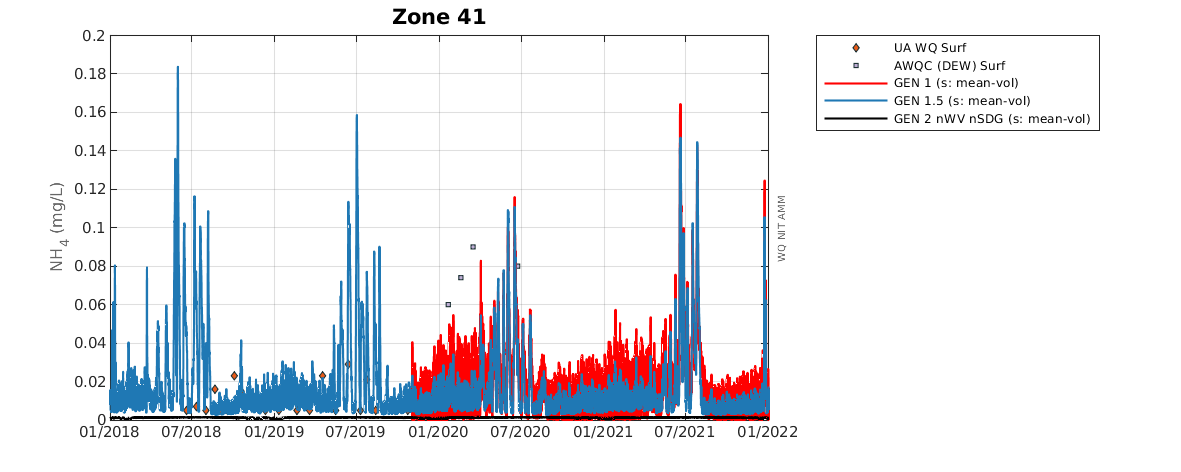 Zone 41
0.2
0.18
0.16
0.14
0.12
0.1
0.08
0.06
0.04
0.02
0
NH4 (mg/L)
01/2018
07/2018
01/2019
07/2019
01/2020
07/2020
01/2021
07/2021
01/2022
WQ NIT AMM
UA WQ Surf
AWQC (DEW) Surf
GEN 1 (s: mean-vol)
GEN 1.5 (s: mean-vol)
GEN 2 nWV nSDG (s: mean-vol)